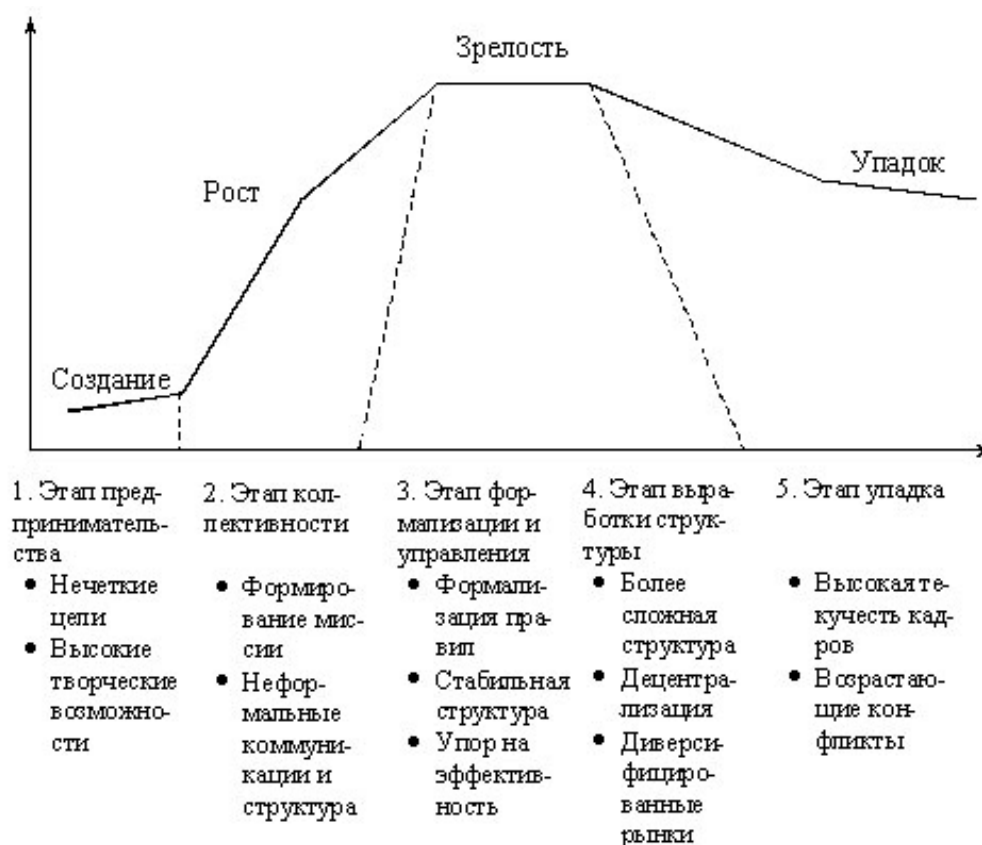 Зрелость
Упадок
Рост
Создание
1. Этап пред-
приниматель-
ства
• Нечеткие
цели
• Высокие
творческие
возможно-
сти
2. Этап кол-
лективности
• Формиро-
вание мис-
сии
• Нефор-
мальные
коммуни-
кации и
структура
3. Этап фор-
мализации и
управления
• Формали-
зация пра-
вил
• Стабильная
структура
• Упор на
эффектив-
ность
4. Этап выра-
ботки струк-
туры
• Более
сложная
структура
• Децентра-
лизация
• Диверси-
фициро-
ванные
рынки
5. Этап упадка
• Высокая те-
кучесть кад-
ров
• Возрастаю-
щие кон-
фликты